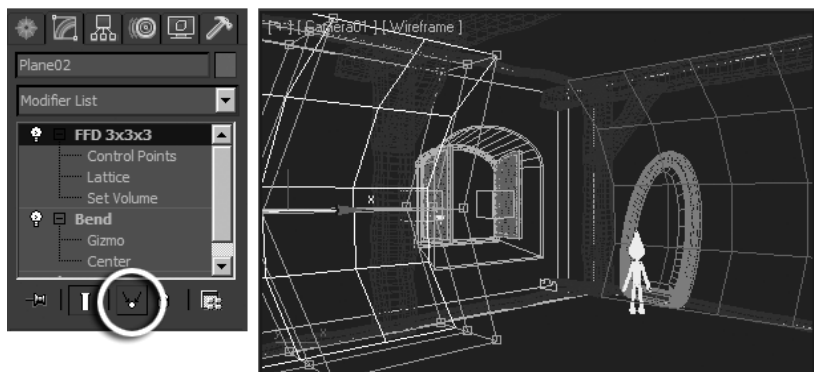 Plane02
Modifier List
FFD 3x3x3
Control Points
Lattice
Set Volume
Bend
Gizmo
Center
[ + ] [ Camera01 ] [ Wireframe ]
x
x